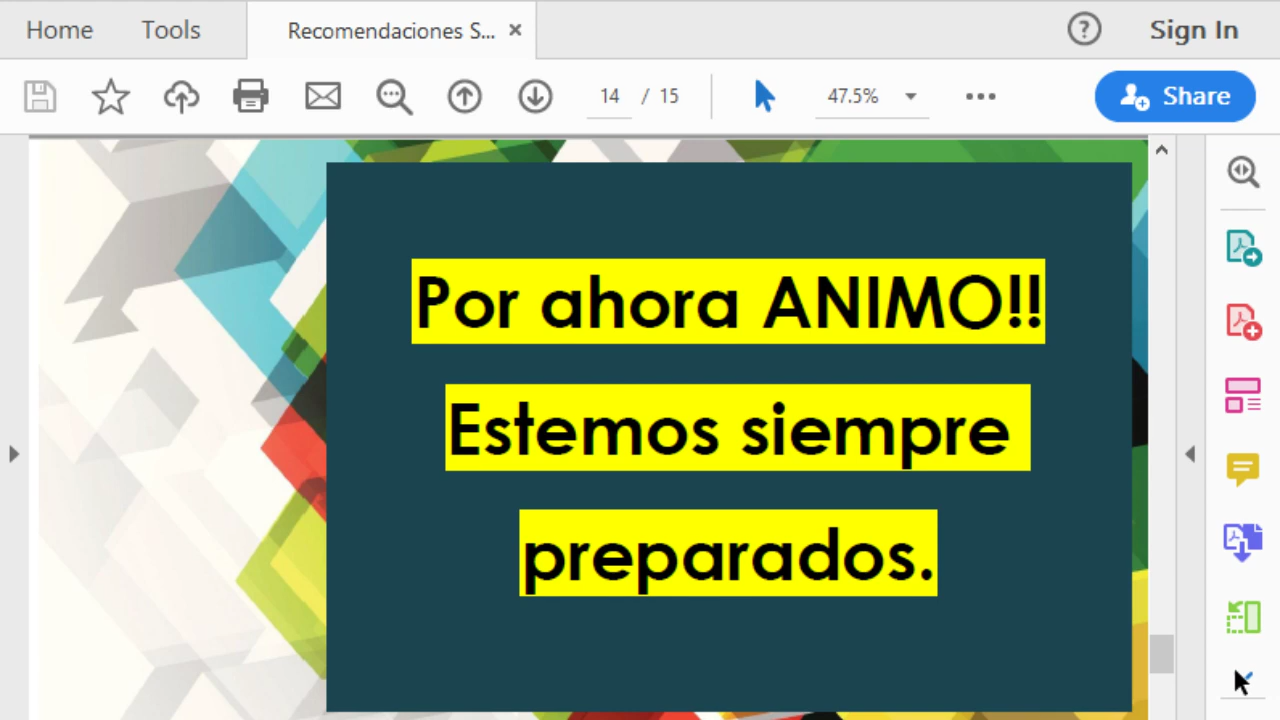 Home Tools Recomendaciones S... Sign In
14 / 15 47.5% Share
Por ahora ANIMO!!
Estemos siempre
preparados.